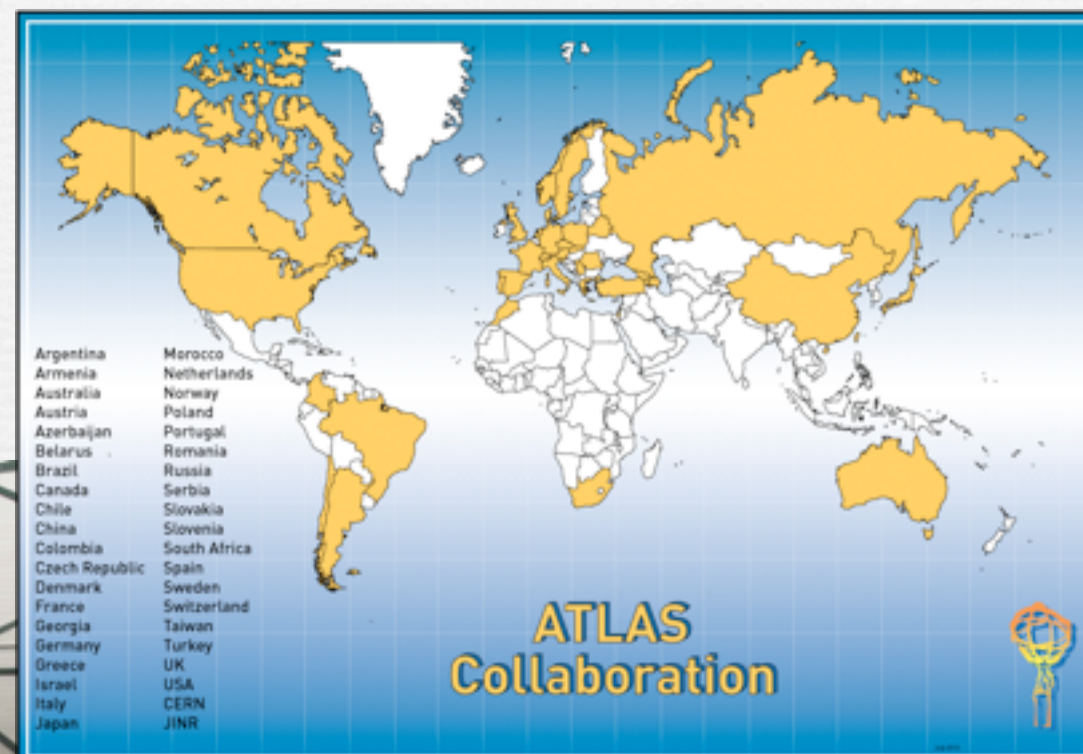 Argentina
Armenia
Australia
Austria
Azerbaijan
Belarus
Brazil
Canada
Chile
China
Colombia
Czech Republic
Denmark
France
Georgia
Germany
Greece
Israel
Italy
Japan
Morocco
Netherlands
Norway
Poland
Portugal
Romania
Russia
Serbia
Slovakia
Slovenia
South Africa
Spain
Sweden
Switzerland
Taiwan
Turkey
UK
USA
CERN
JINR
ATLAS
Collaboration